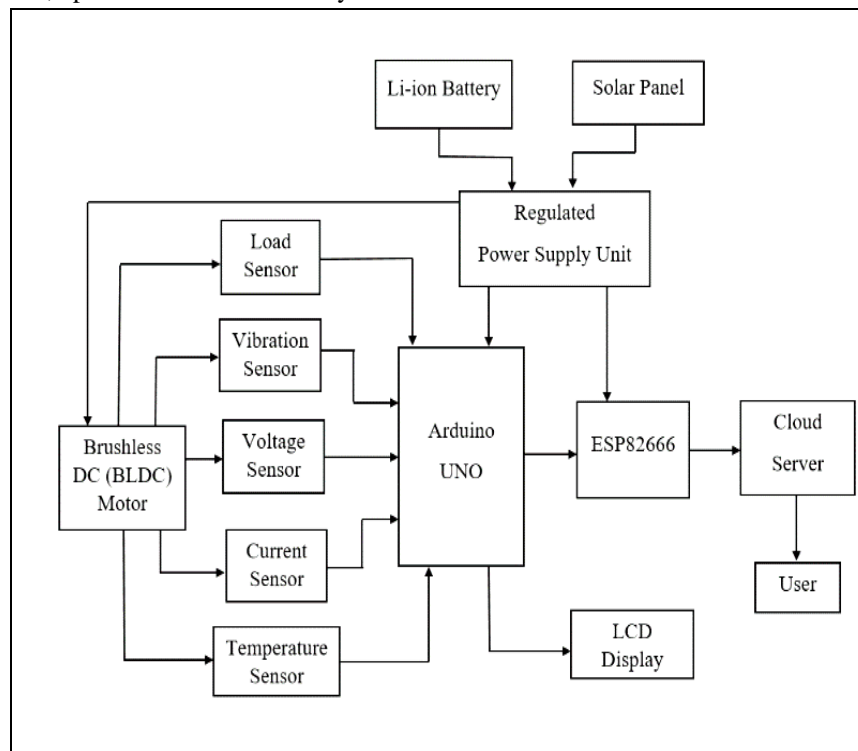 Li-ion Battery
Solar Panel
Regulated
Power Supply Unit
Load
Sensor
Vibration
Sensor
Voltage
Sensor
Current
Sensor
Temperature
Sensor
Brushless
DC (BLDC)
Motor
Arduino
UNO
ESP82666
Cloud
Server
User
LCD
Display